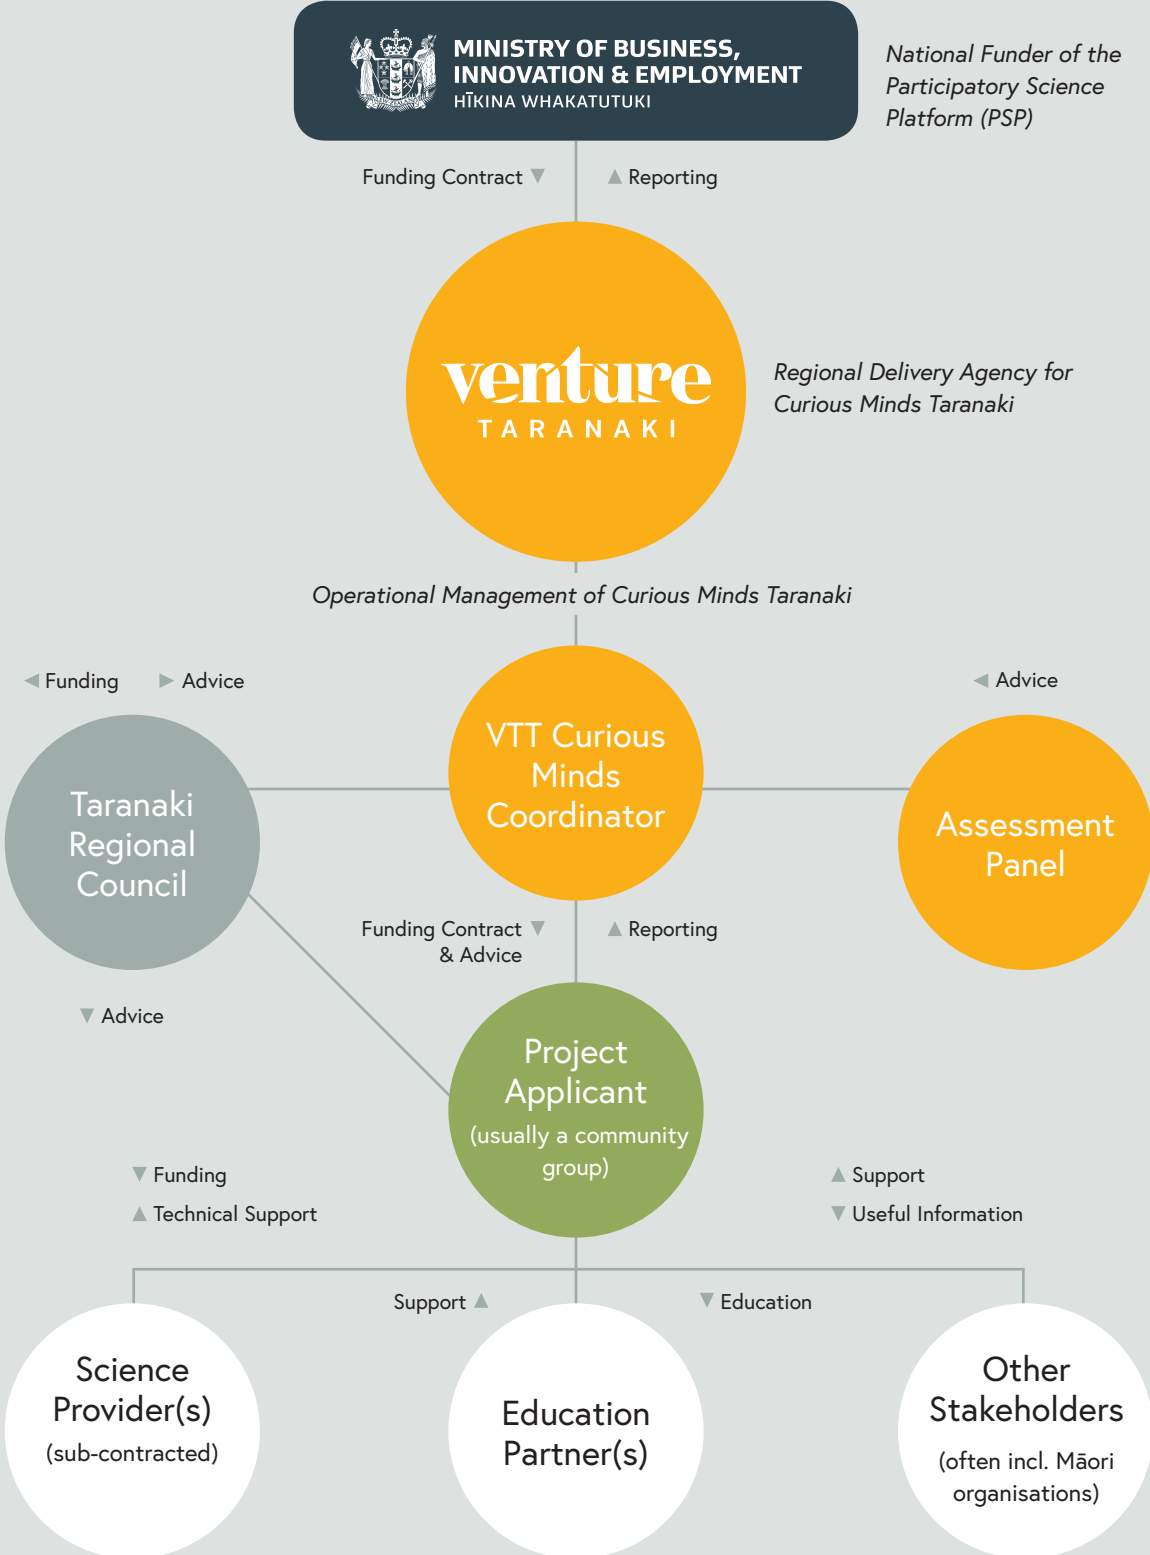 MINISTRY OF BUSINESS,
INNOVATION & EMPLOYMENT
HĪKINA WHAKATUTUKI
National Funder of the
Participatory Science
Platform (PSP)
Funding Contract ▼
▲ Reporting
venture
TARANAKI
Regional Delivery Agency for
Curious Minds Taranaki
Operational Management of Curious Minds Taranaki
◀ Funding
▶ Advice
◀ Advice
VTT Curious
Minds
Coordinator
Taranaki
Regional
Council
Assessment
Panel
Funding Contract ▼
& Advice
▲ Reporting
▼ Advice
Project
Applicant
(usually a community
group)
▼ Funding
▲ Technical Support
▲ Support
▼ Useful Information
Support ▲
▼ Education
Science
Provider(s)
(sub-contracted)
Education
Partner(s)
Other
Stakeholders
(often incl. Māori
organisations)